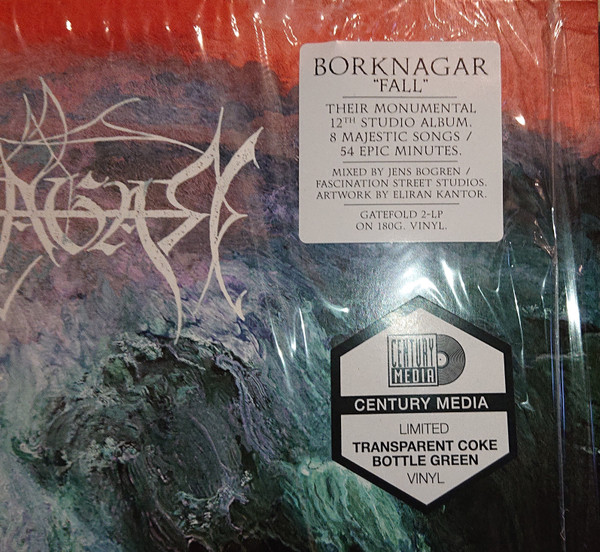 BORKNAGAR
"FALL"
THEIR MONUMENTAL
12TH STUDIO ALBUM.
8 MAJESTIC SONGS /
54 EPIC MINUTES.
MIXED BY JENS BOGREN /
FASCINATION STREET STUDIOS.
ARTWORK BY ELIRAN KANTOR.
GATEFOLD 2-LP
ON 180G. VINYL.
AGAR
CENTURY
MEDIA
CENTURY MEDIA
LIMITED
TRANSPARENT COKE
BOTTLE GREEN
VINYL